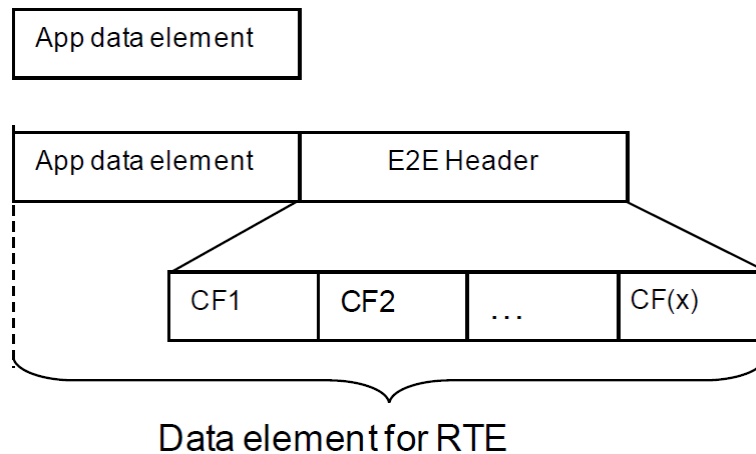 App data element
App data element
E2E Header
CF1
CF2
...
CF(x)
Data element for RTE